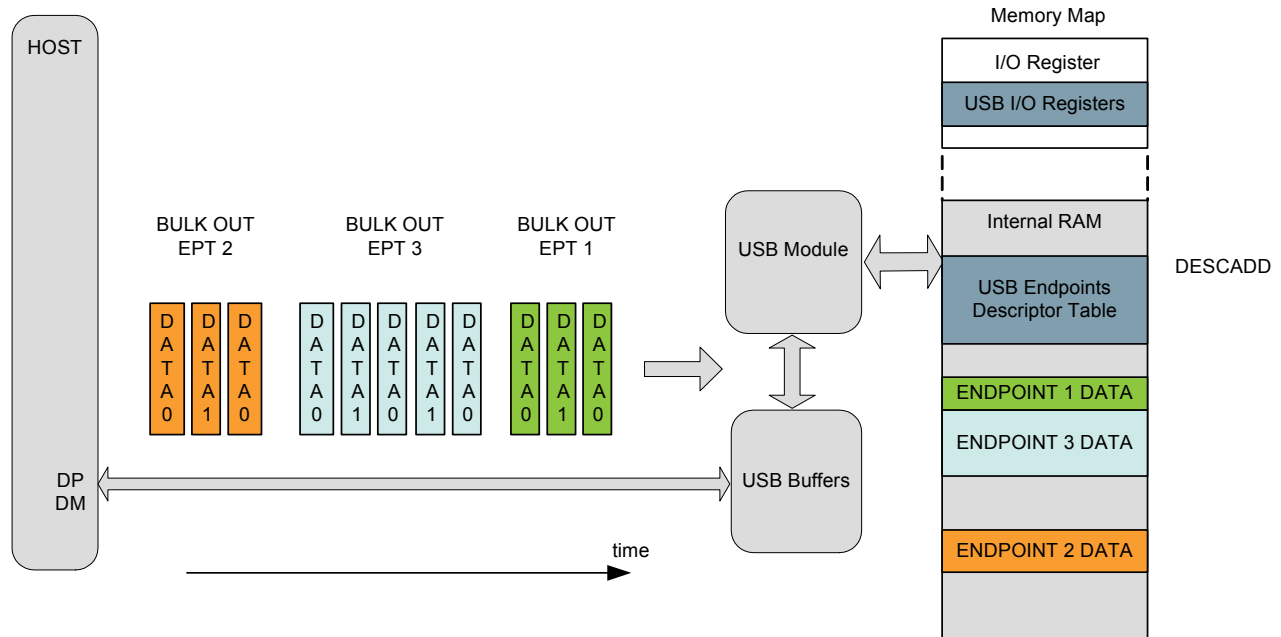 Memory Map
HOST
I/O Register
USB I/O Registers
BULK OUT
EPT 2
BULK OUT
EPT 3
BULK OUT
EPT 1
USB Module
Internal RAM
DESCADD
USB Endpoints
Descriptor Table
DATA0
DATA1
DATA0
DATA0
DATA1
DATA0
DATA1
DATA0
DATA0
DATA1
DATA0
ENDPOINT 1 DATA
ENDPOINT 3 DATA
DP
DM
USB Buffers
time
ENDPOINT 2 DATA